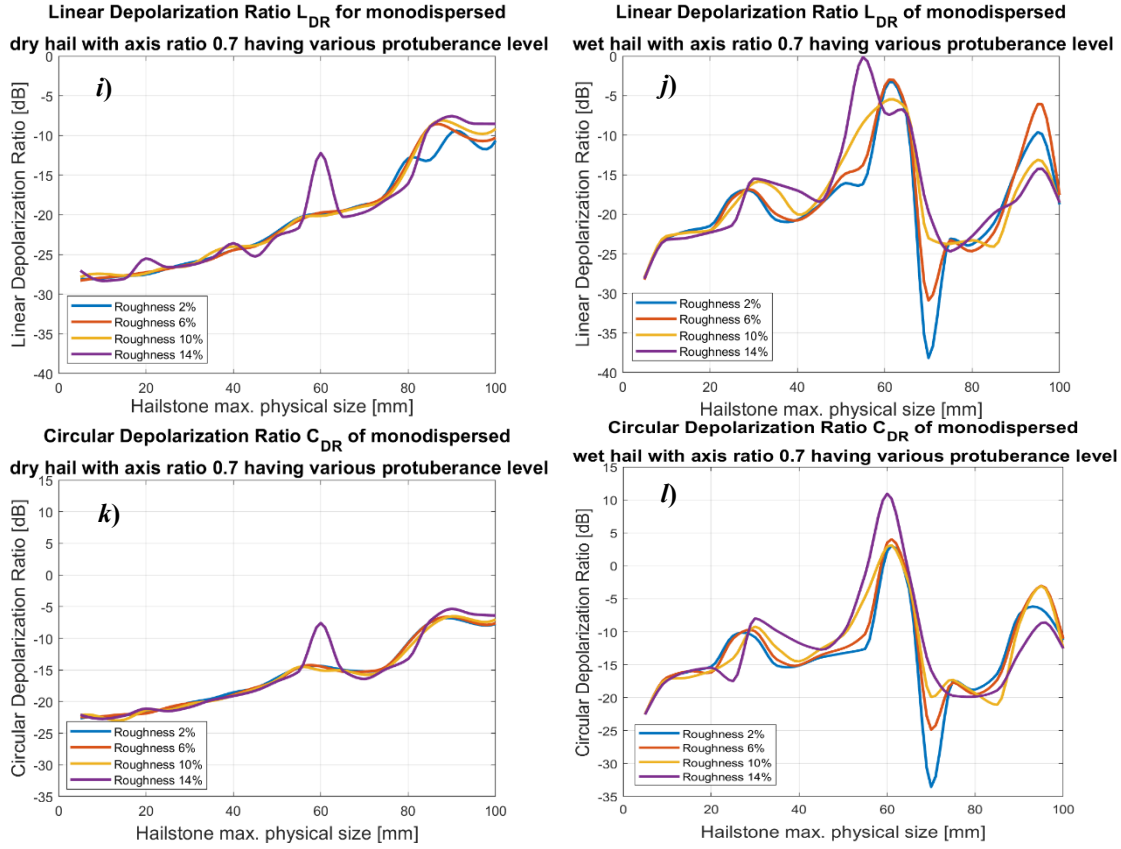 Linear Depolarization Ratio L_DR for monodispersed
dry hail with axis ratio 0.7 having various protuberance level
i)
0
-5
-10
-15
-20
-25
-30
-35
-40
Linear Depolarization Ratio [dB]
Roughness 2%
Roughness 6%
Roughness 10%
Roughness 14%
0 20 40 60 80 100
Hailstone max. physical size [mm]
Linear Depolarization Ratio L_DR of monodispersed
wet hail with axis ratio 0.7 having various protuberance level
j)
0
-5
-10
-15
-20
-25
-30
-35
-40
Linear Depolarization Ratio [dB]
Roughness 2%
Roughness 6%
Roughness 10%
Roughness 14%
0 20 40 60 80 100
Hailstone max. physical size [mm]
Circular Depolarization Ratio C_DR of monodispersed
dry hail with axis ratio 0.7 having various protuberance level
k)
15
10
5
0
-5
-10
-15
-20
-25
-30
-35
Circular Depolarization Ratio [dB]
Roughness 2%
Roughness 6%
Roughness 10%
Roughness 14%
0 20 40 60 80 100
Hailstone max. physical size [mm]
Circular Depolarization Ratio C_DR of monodispersed
wet hail with axis ratio 0.7 having various protuberance level
l)
15
10
5
0
-5
-10
-15
-20
-25
-30
-35
Circular Depolarization Ratio [dB]
Roughness 2%
Roughness 6%
Roughness 10%
Roughness 14%
0 20 40 60 80 100
Hailstone max. physical size [mm]